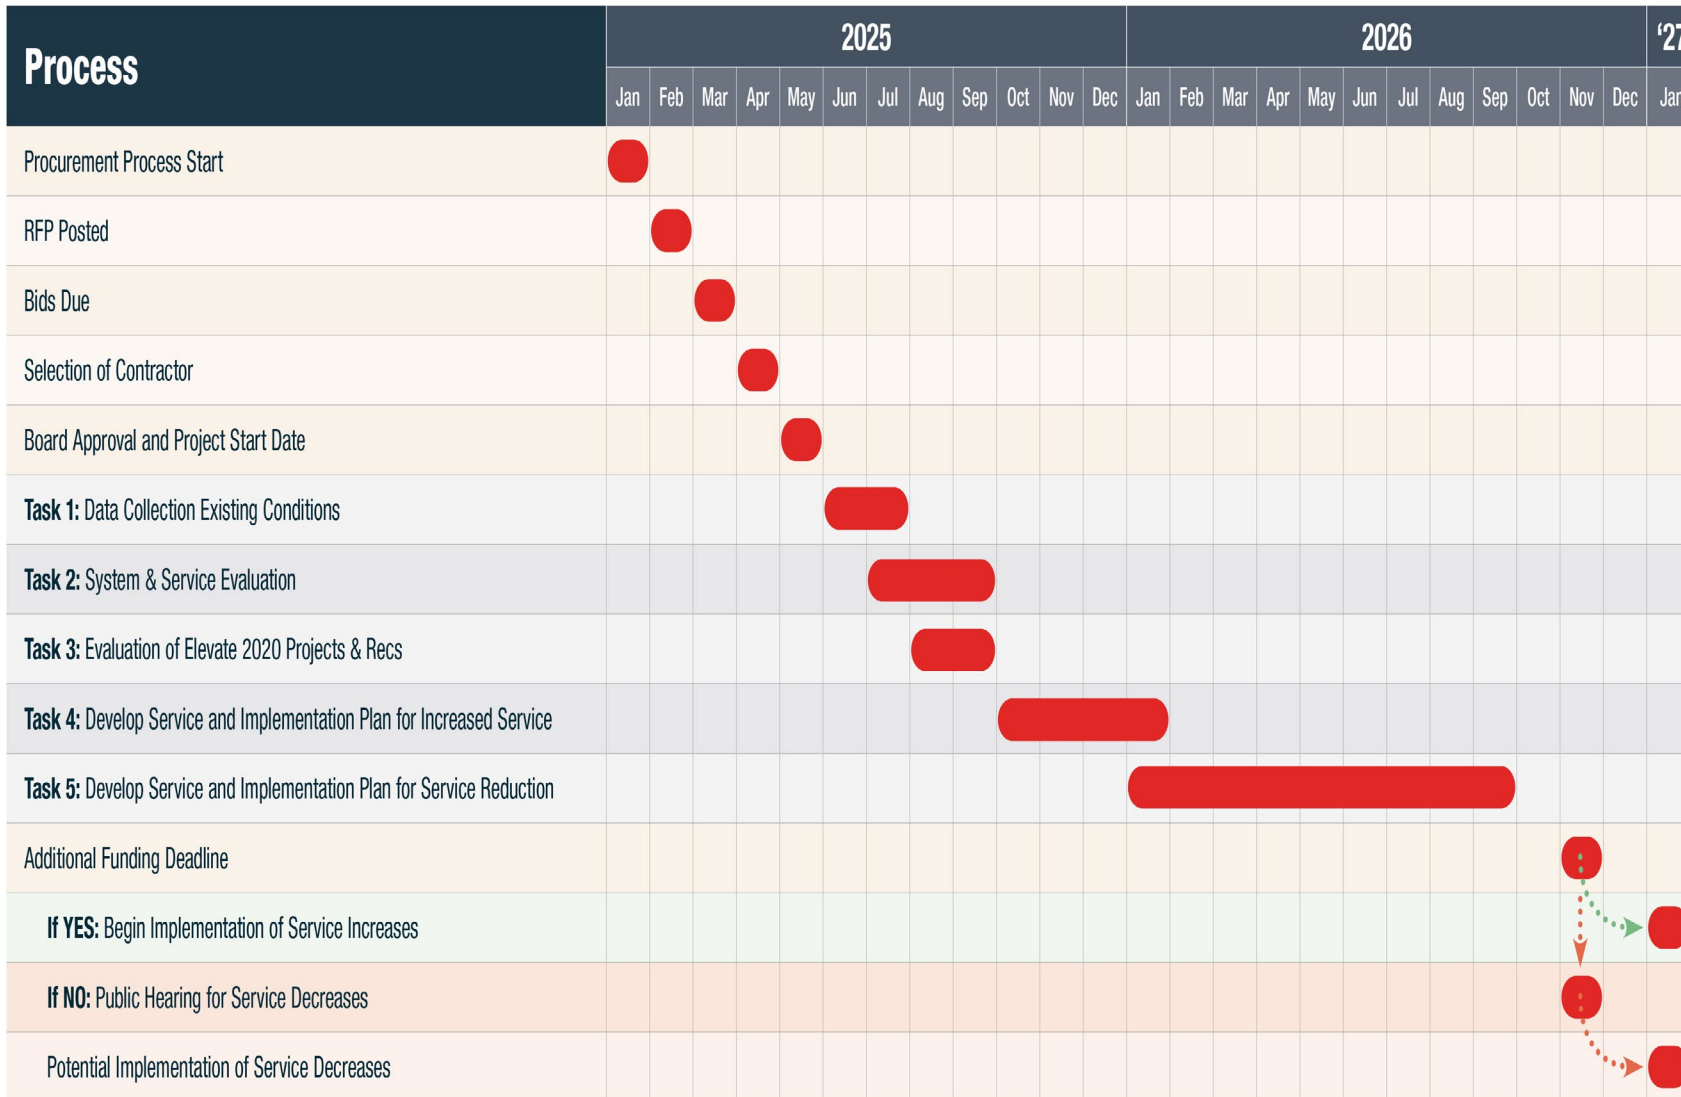 Process
2025
2026
‘27
Jan Feb Mar Apr May Jun Jul Aug Sep Oct Nov Dec Jan Feb Mar Apr May Jun Jul Aug Sep Oct Nov Dec Jan
Procurement Process Start
RFP Posted
Bids Due
Selection of Contractor
Board Approval and Project Start Date
Task 1: Data Collection Existing Conditions
Task 2: System & Service Evaluation
Task 3: Evaluation of Elevate 2020 Projects & Recs
Task 4: Develop Service and Implementation Plan for Increased Service
Task 5: Develop Service and Implementation Plan for Service Reduction
Additional Funding Deadline
If YES: Begin Implementation of Service Increases
If NO: Public Hearing for Service Decreases
Potential Implementation of Service Decreases